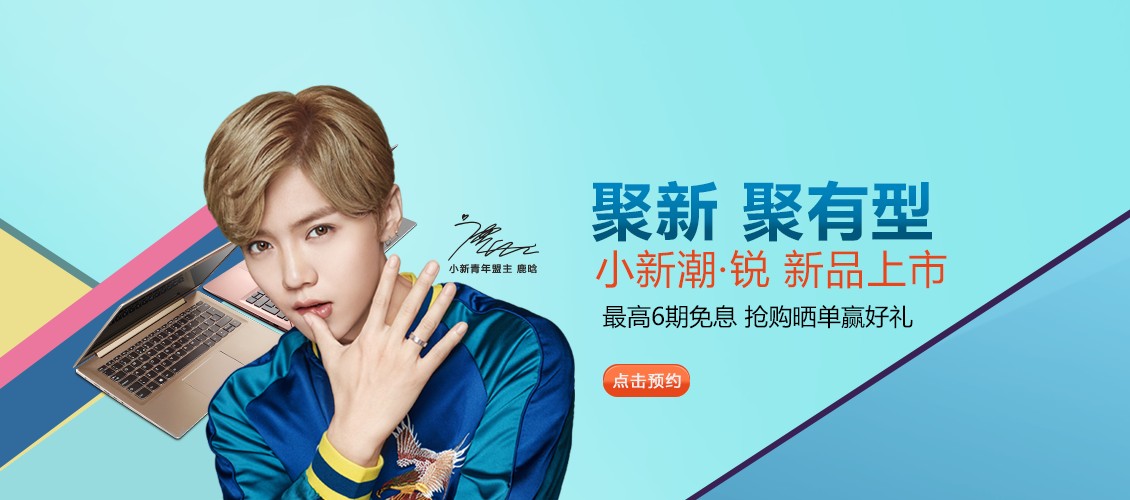 聚新 聚有型
小新潮·锐 新品上市
小新青年盟主 鹿晗
最高6期免息 抢购晒单赢好礼
点击预约